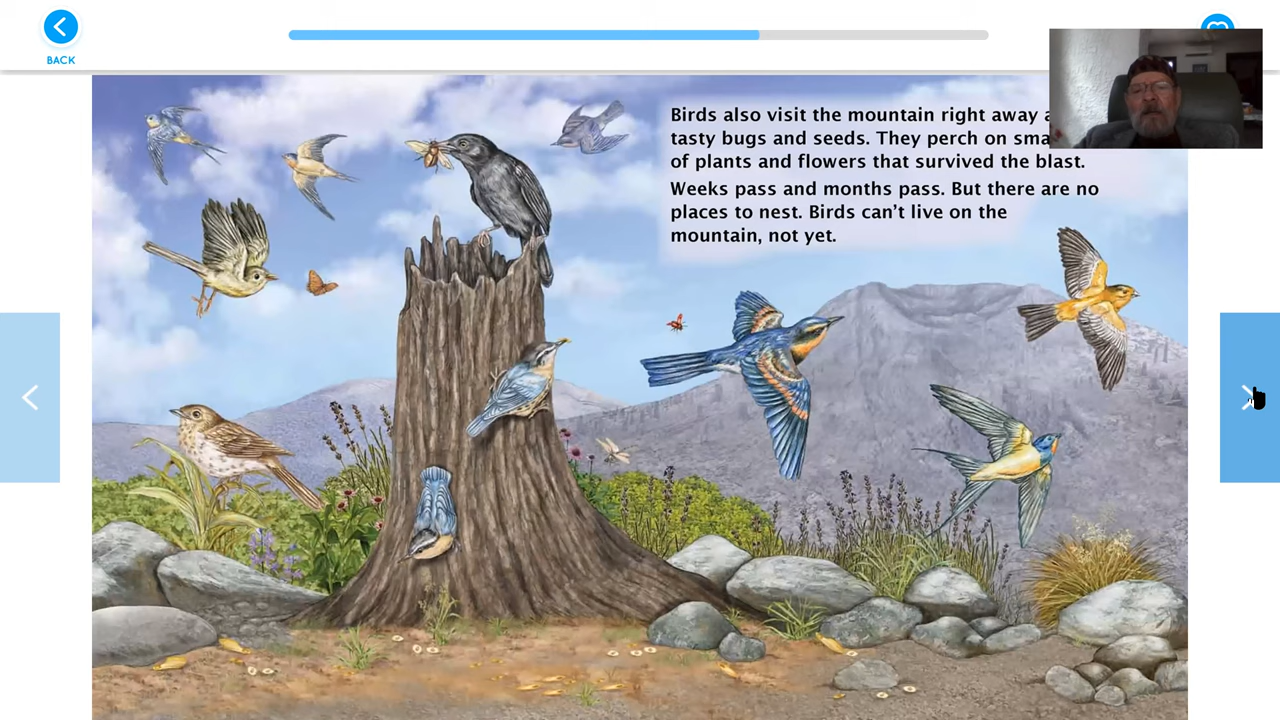 BACK
Birds also visit the mountain right away
tasty bugs and seeds. They perch on
of plants and flowers that survived the blast.
Weeks pass and months pass. But there are no
places to nest. Birds can’t live on the
mountain, not yet.